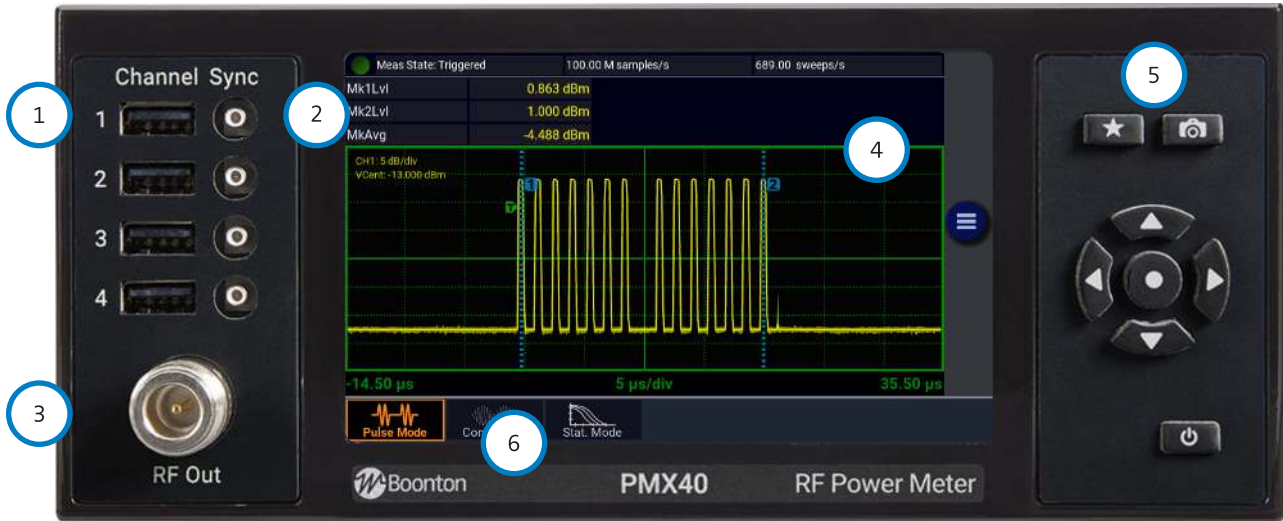 Channel Sync
1
2
3
4
RF Out
1
2
3
4
5
6
Meas State: Triggered 100.00 M samples/s 689.00 sweeps/s
Mk1Lvl 0.863 dBm
Mk2Lvl 1.000 dBm
MkAvg -4.488 dBm
CH1: 5 dB/div
VCent: -13.000 dBm
1 2
T
-14.50 µs 5 µs/div 35.50 µs
Pulse Mode
Stat. Mode
Boonton PMX40 RF Power Meter